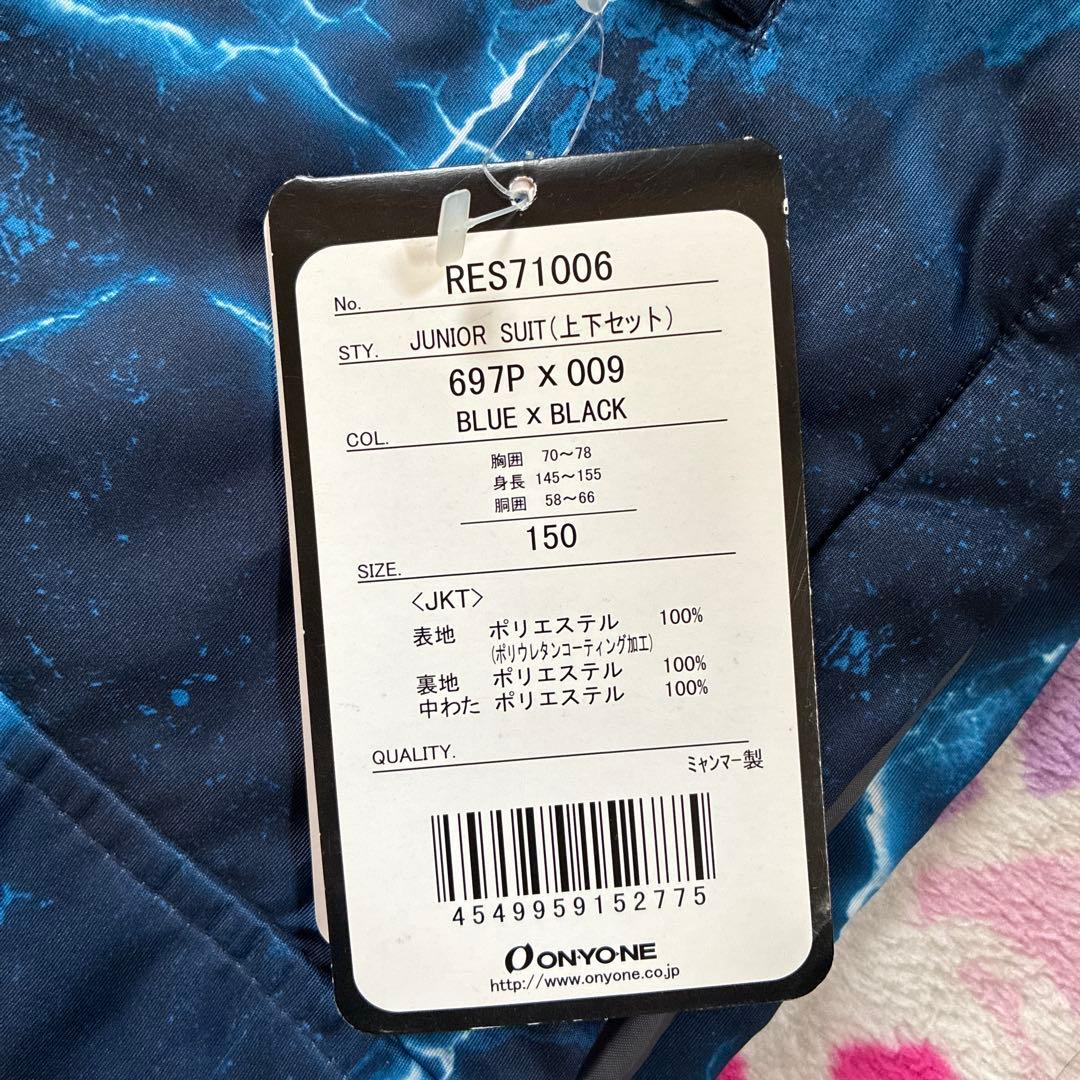 No. RES71006
STY. JUNIOR SUIT(上下セット)
697P X 009
COL. BLUE X BLACK
胸囲 70～78
身長 145～155
胴囲 58～66
150
SIZE.
〈JKT〉
表地 ポリエステル 100%
(ポリウレタンコーティング加工)
裏地 ポリエステル 100%
中わた ポリエステル 100%
QUALITY.
ミャンマー製
4549959152775
ON・YO・NE
http://www.onyone.co.jp